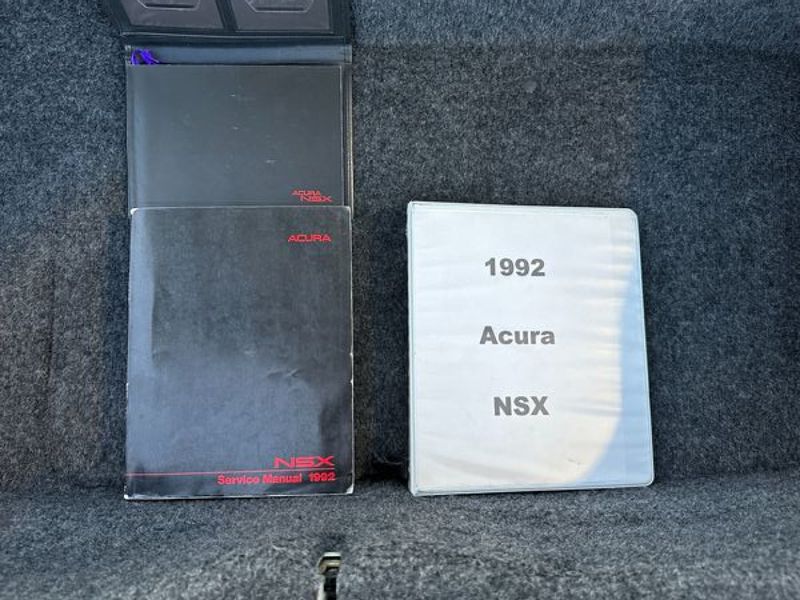 ACURA
NSX
ACURA
NSX
Service Manual 1992
1992
Acura
NSX